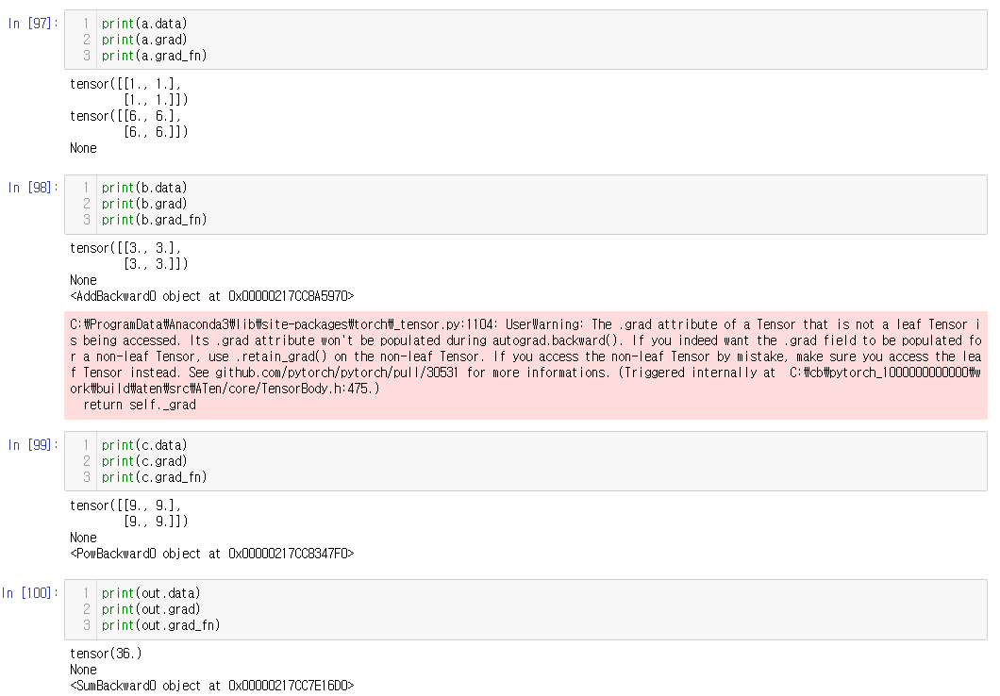 In [97]:
1 print(a.data)
2 print(a.grad)
3 print(a.grad_fn)
tensor([[1., 1.],
        [1., 1.]])
tensor([[6., 6.],
        [6., 6.]])
None
In [98]:
1 print(b.data)
2 print(b.grad)
3 print(b.grad_fn)
tensor([[3., 3.],
        [3., 3.]])
None
<AddBackward0 object at 0x00000217CC8A5970>
C:₩ProgramData₩Anaconda3₩lib₩site-packages₩torch₩_tensor.py:1104: UserWarning: The .grad attribute of a Tensor that is not a leaf Tensor i
s being accessed. Its .grad attribute won't be populated during autograd.backward(). If you indeed want the .grad field to be populated fo
r a non-leaf Tensor, use .retain_grad() on the non-leaf Tensor. If you access the non-leaf Tensor by mistake, make sure you access the lea
f Tensor instead. See github.com/pytorch/pytorch/pull/30531 for more informations. (Triggered internally at  C:₩cb₩pytorch_1000000000000₩w
ork₩build₩aten₩src₩ATen/core/TensorBody.h:475.)
  return self._grad
In [99]:
1 print(c.data)
2 print(c.grad)
3 print(c.grad_fn)
tensor([[9., 9.],
        [9., 9.]])
None
<PowBackward0 object at 0x00000217CC8347F0>
In [100]:
1 print(out.data)
2 print(out.grad)
3 print(out.grad_fn)
tensor(36.)
None
<SumBackward0 object at 0x00000217CC7E16D0>